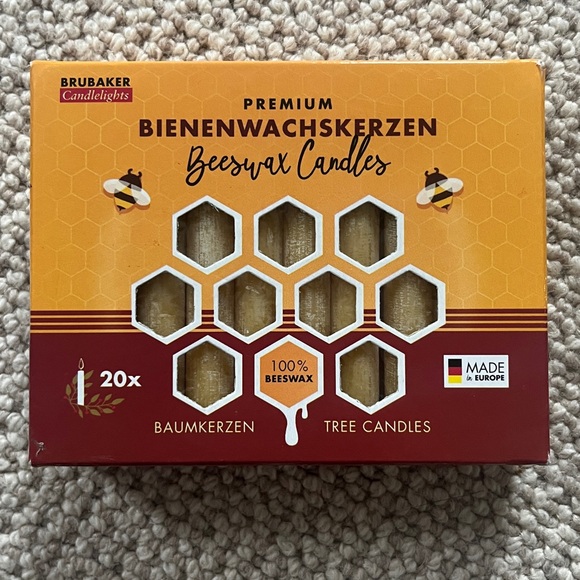 BRUBAKER
Candlelights
PREMIUM
BIENENWACHSKERZEN
Beeswax Candles
20x
100%
BEESWAX
MADE
in EUROPE
BAUMKERZEN
TREE CANDLES